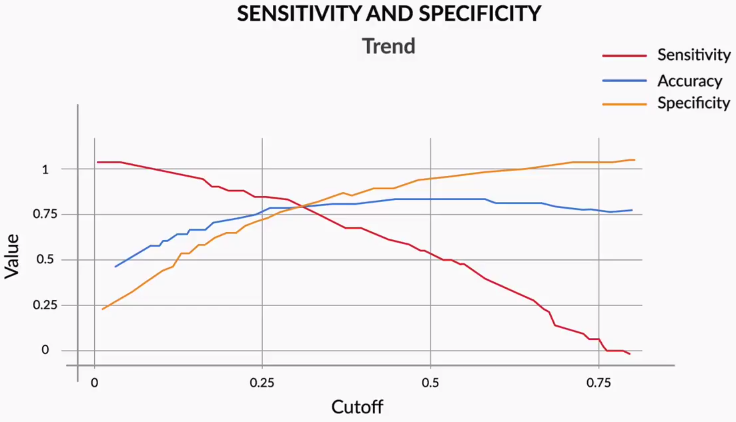 SENSITIVITY AND SPECIFICITY
Trend
Sensitivity
Accuracy
Specificity
1
0.75
0.5
0.25
0
Value
0
0.25
0.5
0.75
Cutoff